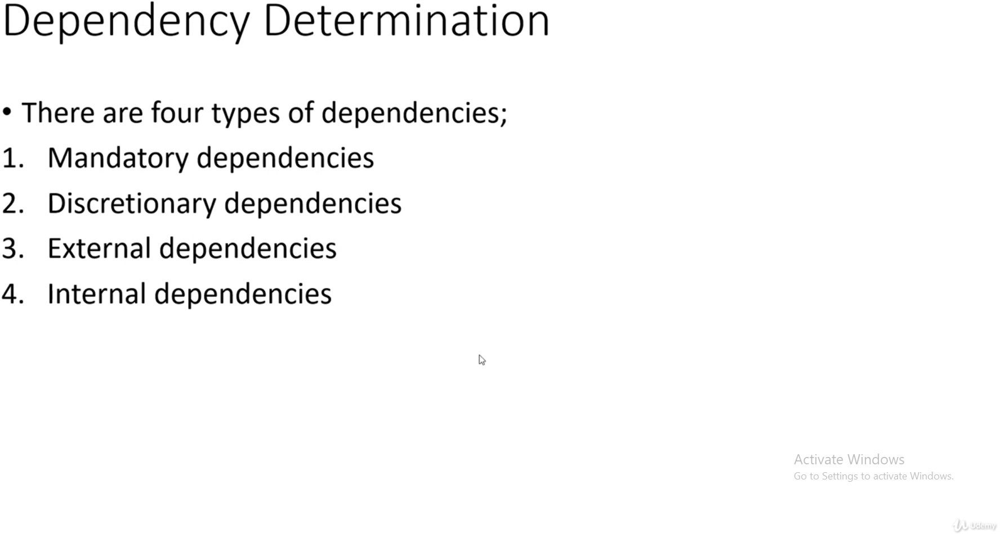 Dependency Determination
• There are four types of dependencies;
1. Mandatory dependencies
2. Discretionary dependencies
3. External dependencies
4. Internal dependencies
Activate Windows
Go to Settings to activate Windows.
Udemy